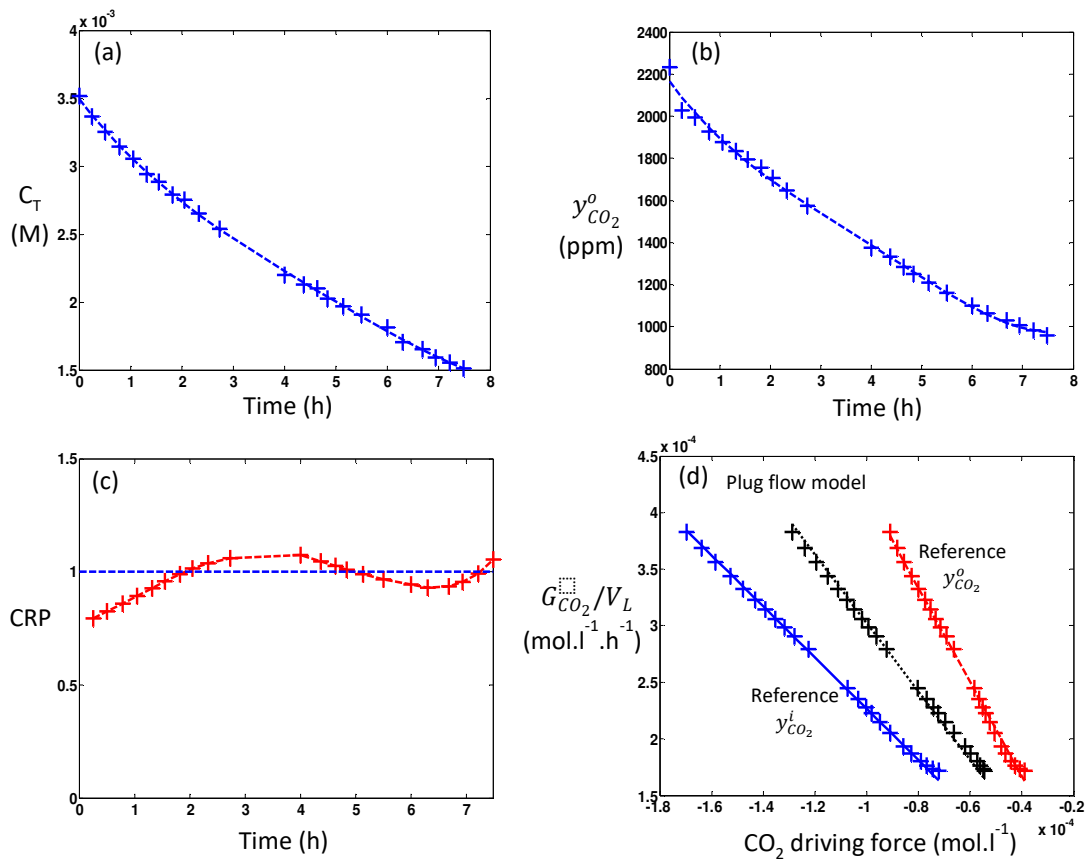 x 10⁻³
4
(a)
3.5
3
C_T
(M)
2.5
2
1.5
0 1 2 3 4 5 6 7 8
Time (h)
2400
(b)
2200
2000
1800
y^o_CO₂
1600
(ppm)
1400
1200
1000
800
0 1 2 3 4 5 6 7 8
Time (h)
1.5
(c)
1
CRP
0.5
0
0 1 2 3 4 5 6 7
Time (h)
x 10⁻⁴
4.5
(d)
Plug flow model
4
Reference
y^o_CO₂
3.5
G_CO₂/V_L
(mol.l⁻¹.h⁻¹)
3
2.5
Reference
y^i_CO₂
2
1.5
-1.8 -1.6 -1.4 -1.2 -1 -0.8 -0.6 -0.4 -0.2
x 10⁻⁴
CO₂ driving force (mol.l⁻¹)